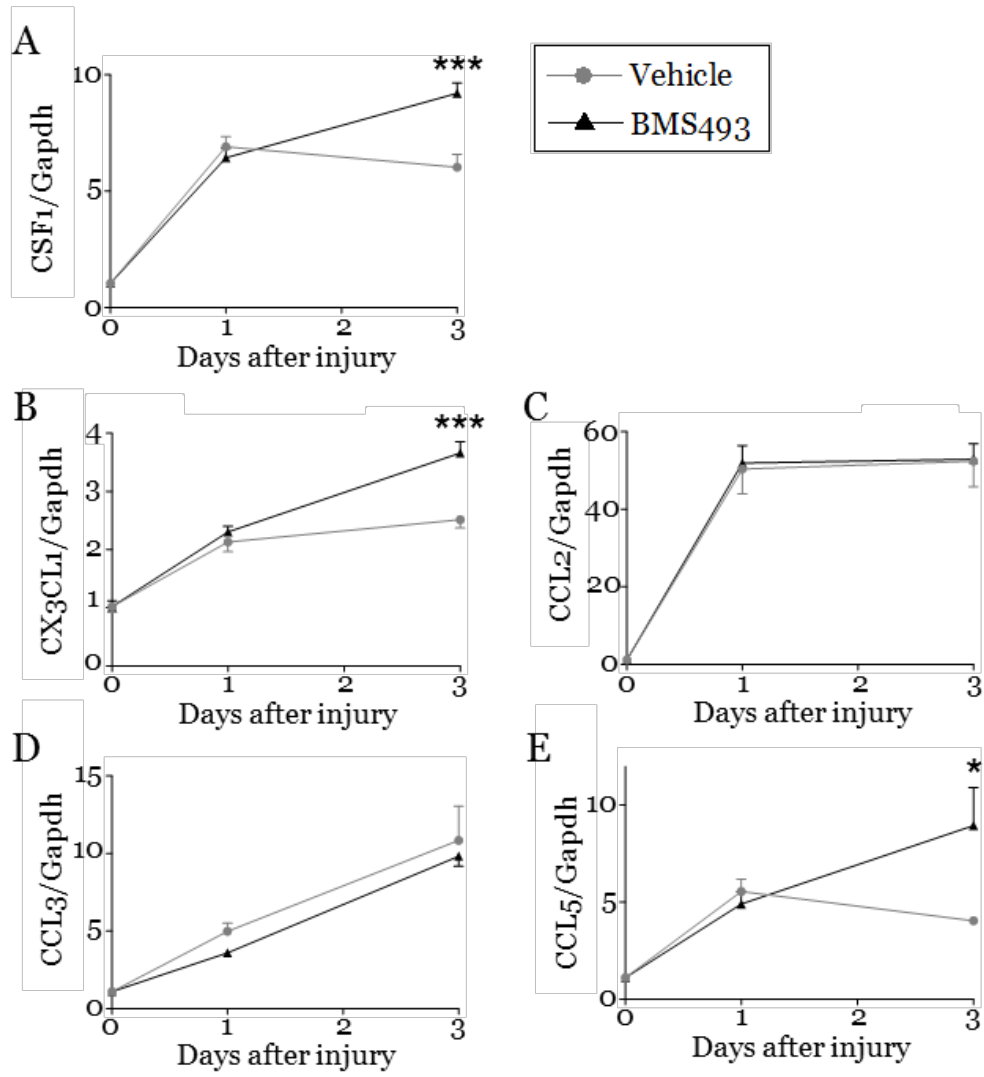 A
CSF1/Gapdh
***
10
5
0
0 1 2 3
Days after injury
Vehicle
BMS493
B
CX3CL1/Gapdh
***
4
3
2
1
0
0 1 2 3
Days after injury
C
CCL2/Gapdh
60
40
20
0
0 1 2 3
Days after injury
D
CCL3/Gapdh
15
10
5
0
0 1 2 3
Days after injury
E
CCL5/Gapdh
*
10
5
0
0 1 2 3
Days after injury